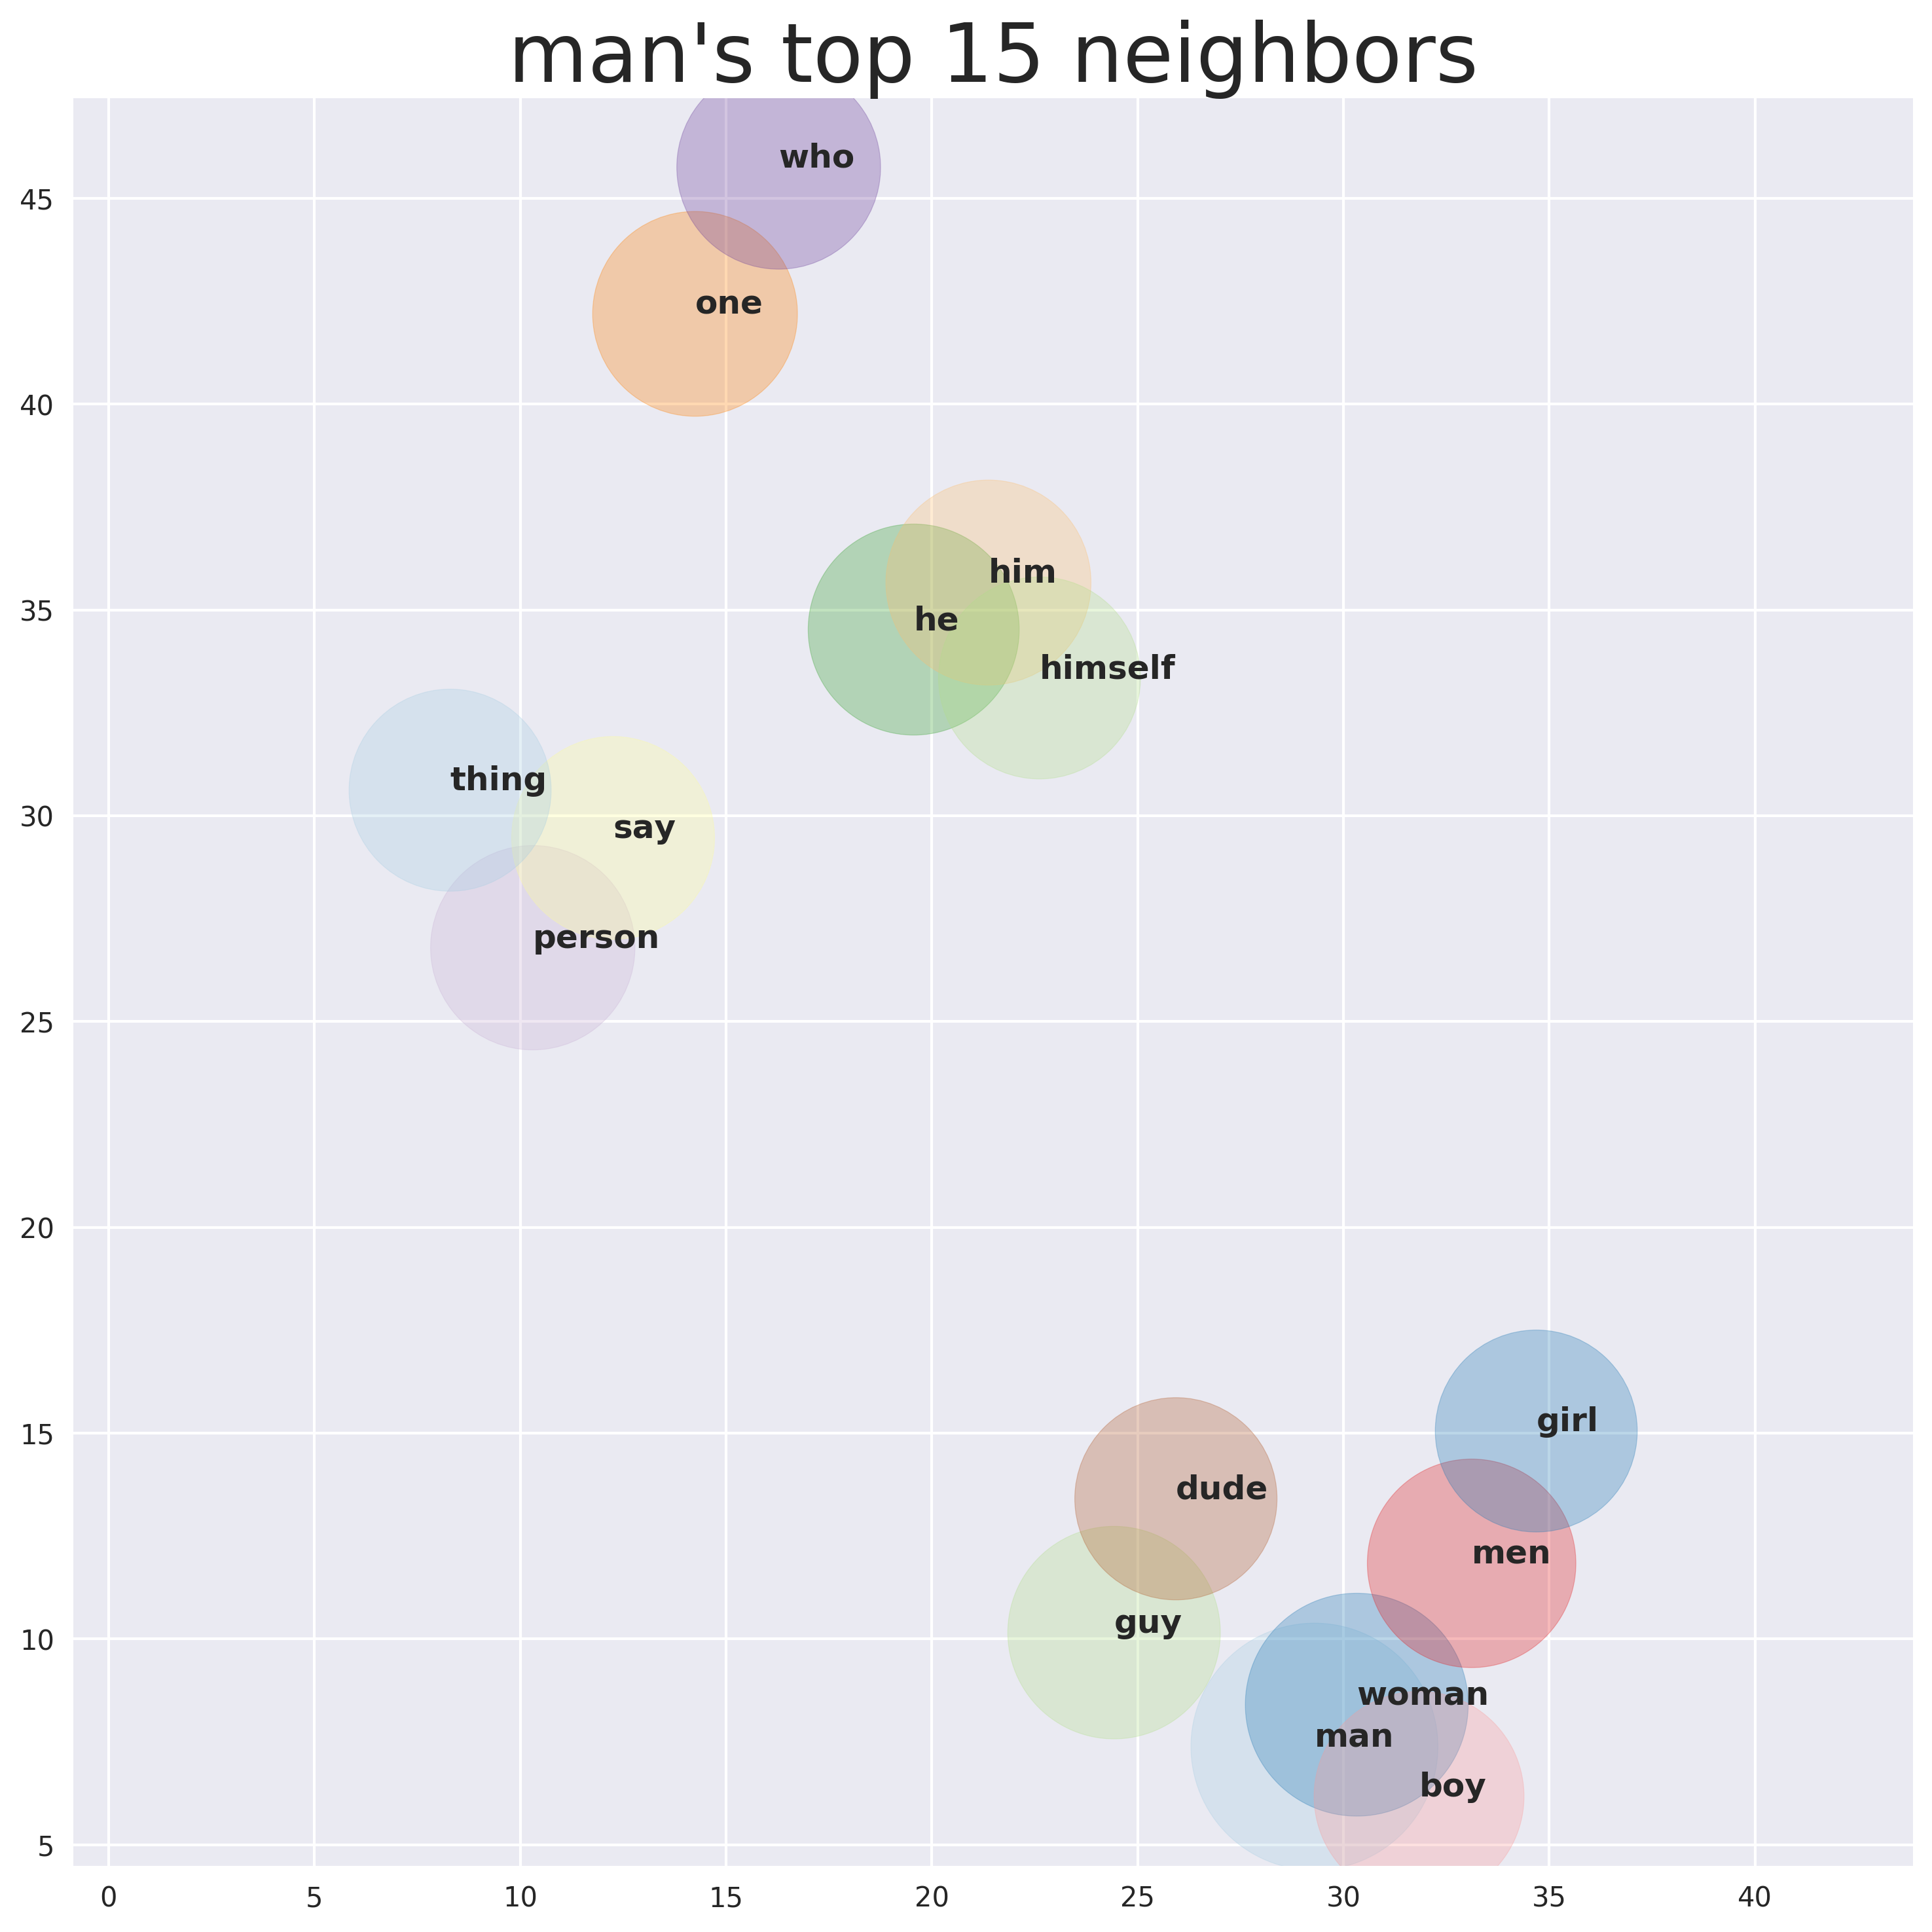 man's top 15 neighbors
who
45
one
40
him
35
he
himself
thing
30
say
person
25
20
girl
15
dude
men
guy
10
woman
man
boy
5
0 5 10 15 20 25 30 35 40